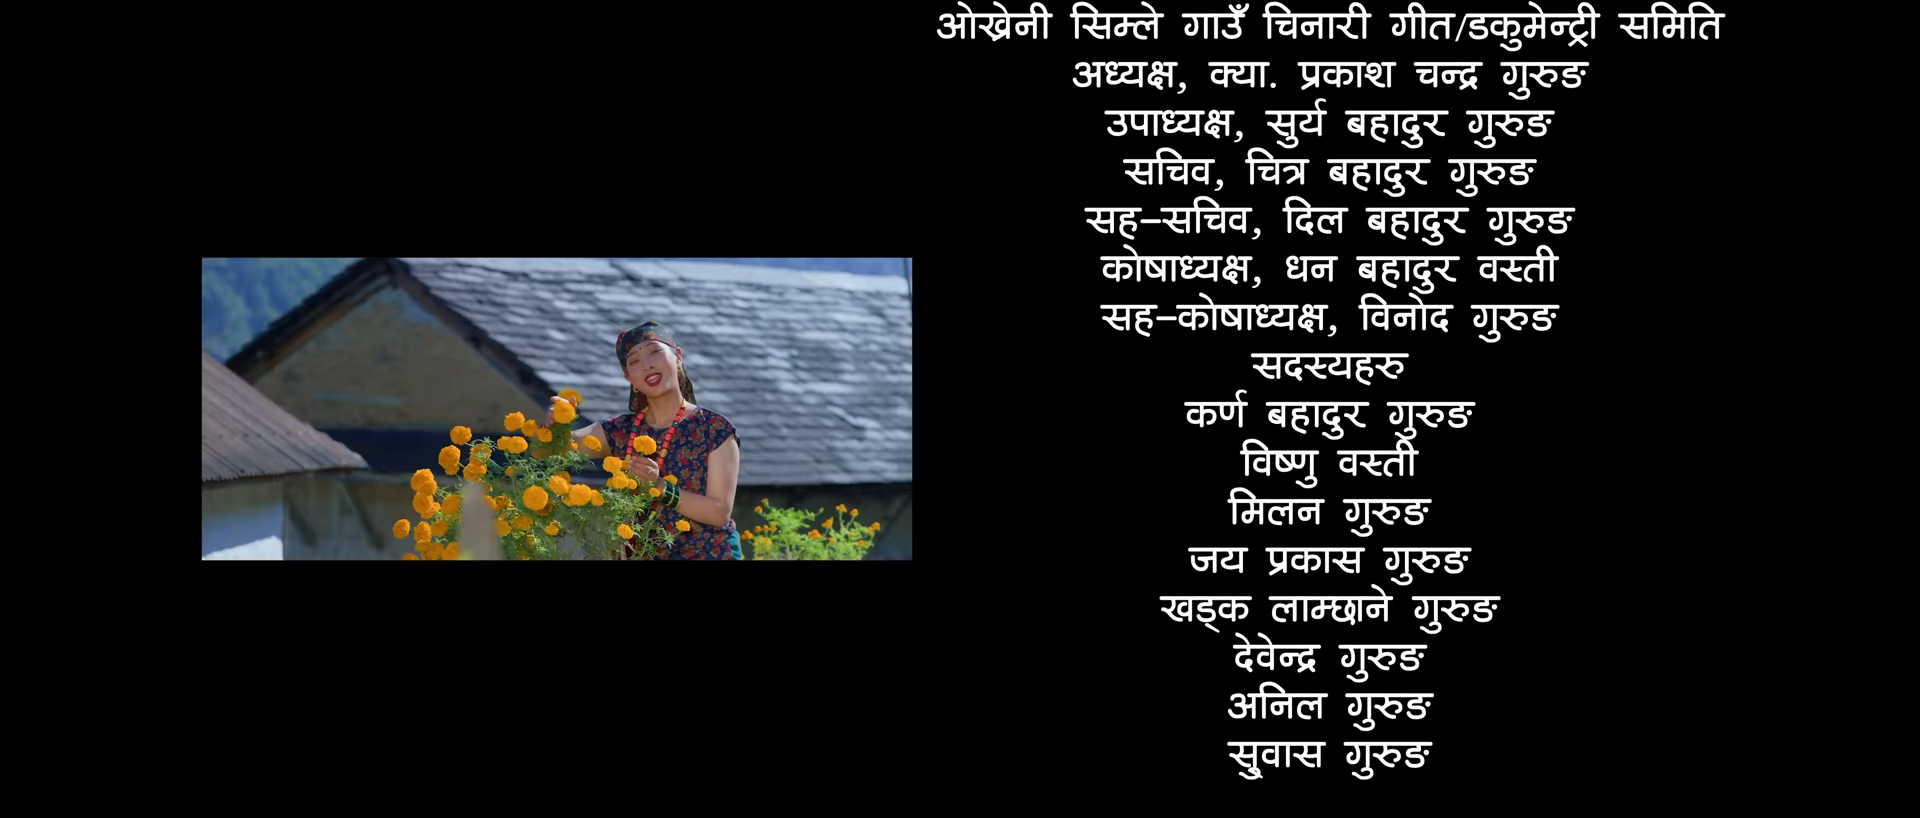 ओख्रेनी सिम्ले गाउँ चिनारी गीत/डकुमेन्ट्री समिति
अध्यक्ष, क्या. प्रकाश चन्द्र गुरुङ
उपाध्यक्ष, सुर्य बहादुर गुरुङ
सचिव, चित्र बहादुर गुरुङ
सह–सचिव, दिल बहादुर गुरुङ
कोषाध्यक्ष, धन बहादुर वस्ती
सह–कोषाध्यक्ष, विनोद गुरुङ
सदस्यहरु
कर्ण बहादुर गुरुङ
विष्णु वस्ती
मिलन गुरुङ
जय प्रकास गुरुङ
खड्क लाम्छाने गुरुङ
देवेन्द्र गुरुङ
अनिल गुरुङ
सुवास गुरुङ